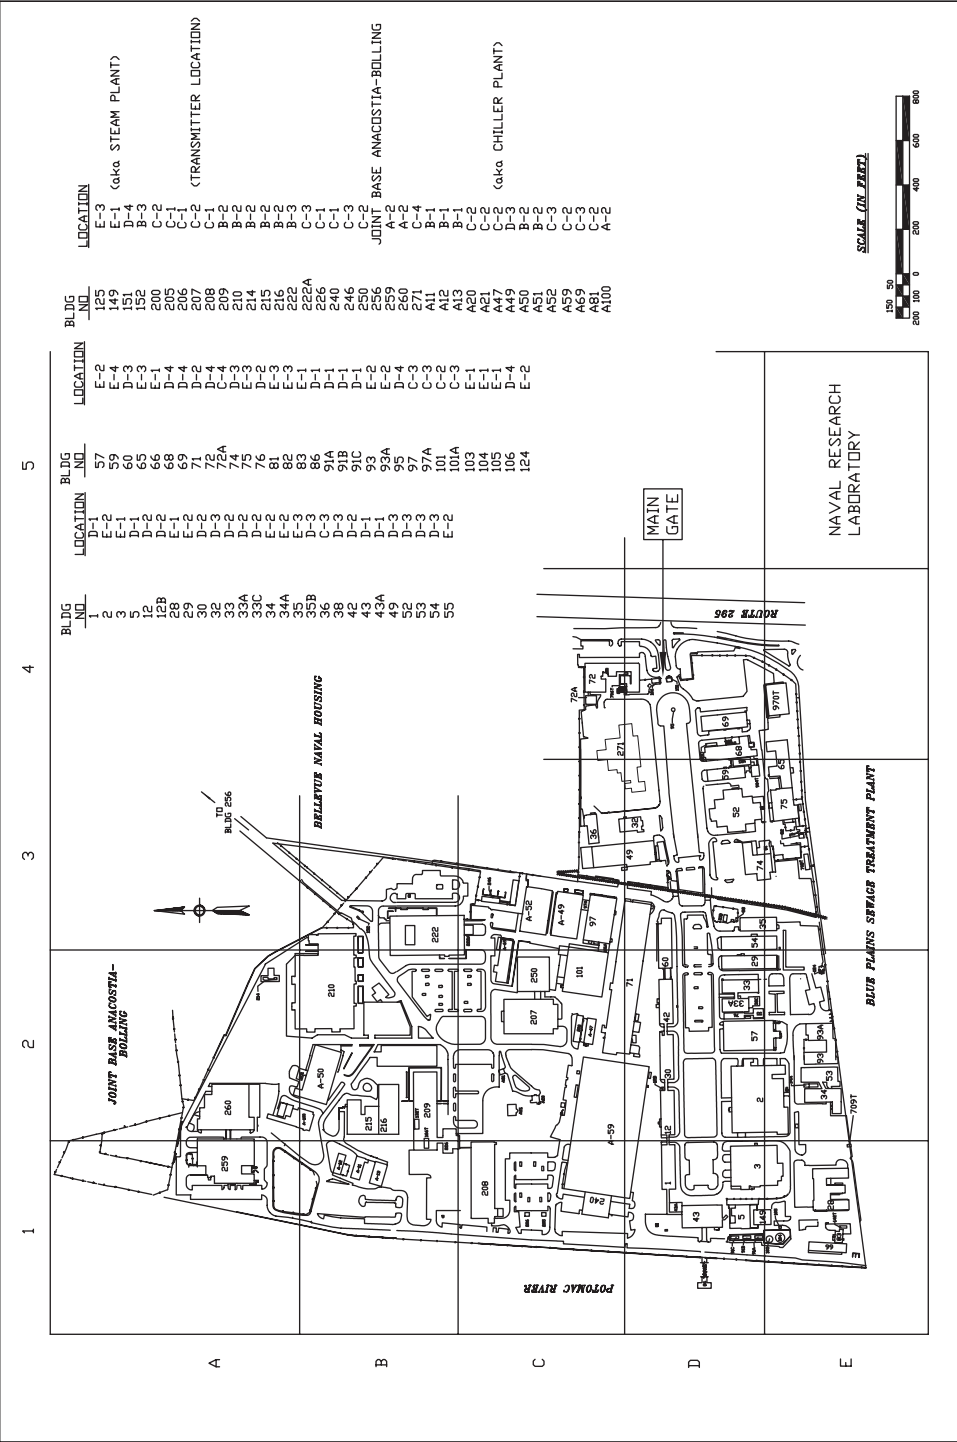 5
4
3
2
1
A
B
C
D
E
BLDG NO LOCATION
1 D-1
2 E-2
3 E-1
5 D-1
12 D-2
12B D-2
28 E-1
29 E-2
30 D-2
32 D-3
33 D-2
33A D-2
33C D-2
34 E-2
34A E-2
35 E-3
35B D-3
36 C-3
38 D-3
42 D-2
43 D-1
43A D-1
49 D-3
52 D-3
53 D-3
54 D-3
55 E-2
BLDG NO LOCATION
57 E-2
59 E-4
60 D-3
65 E-3
66 E-1
68 D-4
69 D-4
71 D-2
72 D-4
72A C-4
74 D-3
75 E-3
76 D-2
81 E-3
82 E-3
83 E-1
86 D-1
91A D-1
91B D-1
91C D-1
93 E-2
93A E-2
95 D-4
97 C-3
97A C-3
101 C-2
101A C-3
103 E-1
104 E-1
105 E-1
106 D-4
124 E-2
BLDG NO LOCATION
125 E-3
149 E-1 (aka STEAM PLANT)
151 D-4
152 B-3
200 C-2
205 C-1
206 C-1
207 C-2 (TRANSMITTER LOCATION)
208 C-1
209 B-2
210 B-2
214 B-2
215 B-2
216 B-2
222 B-3
222A C-3
226 C-1
240 C-1
246 C-3
250 C-2
256 JOINT BASE ANACOSTIA-BOLLING
259 A-2
260 A-2
271 C-4
A11 B-1
A12 B-1
A13 B-1
A20 C-2
A21 C-2
A47 C-2 (aka CHILLER PLANT)
A49 D-3
A50 B-2
A51 B-2
A52 C-3
A59 C-2
A69 C-3
A81 C-2
A100 A-2
SCALE (IN FEET)
150 50
200 100 0 200 400 600 800
JOINT BASE ANACOSTIA-
BOLLING
BELLEVUE NAVAL HOUSING
TO
BLDG 256
MAIN
GATE
NAVAL RESEARCH
LABORATORY
ROUTE 295
BLUE PLAINS SEWAGE TREATMENT PLANT
POTOMAC RIVER
260
259
210
A-50
215
216
209
222
A-52
A-49
97
101
250
207
208
A-59
240
71
60
42
30
12
1
43
5
149
3
2
57
33A
33
29
54
35
74
75
65
52
59
68
69
970T
72
72A
271
36
32
49
93
93A
53
34
709T
28
66